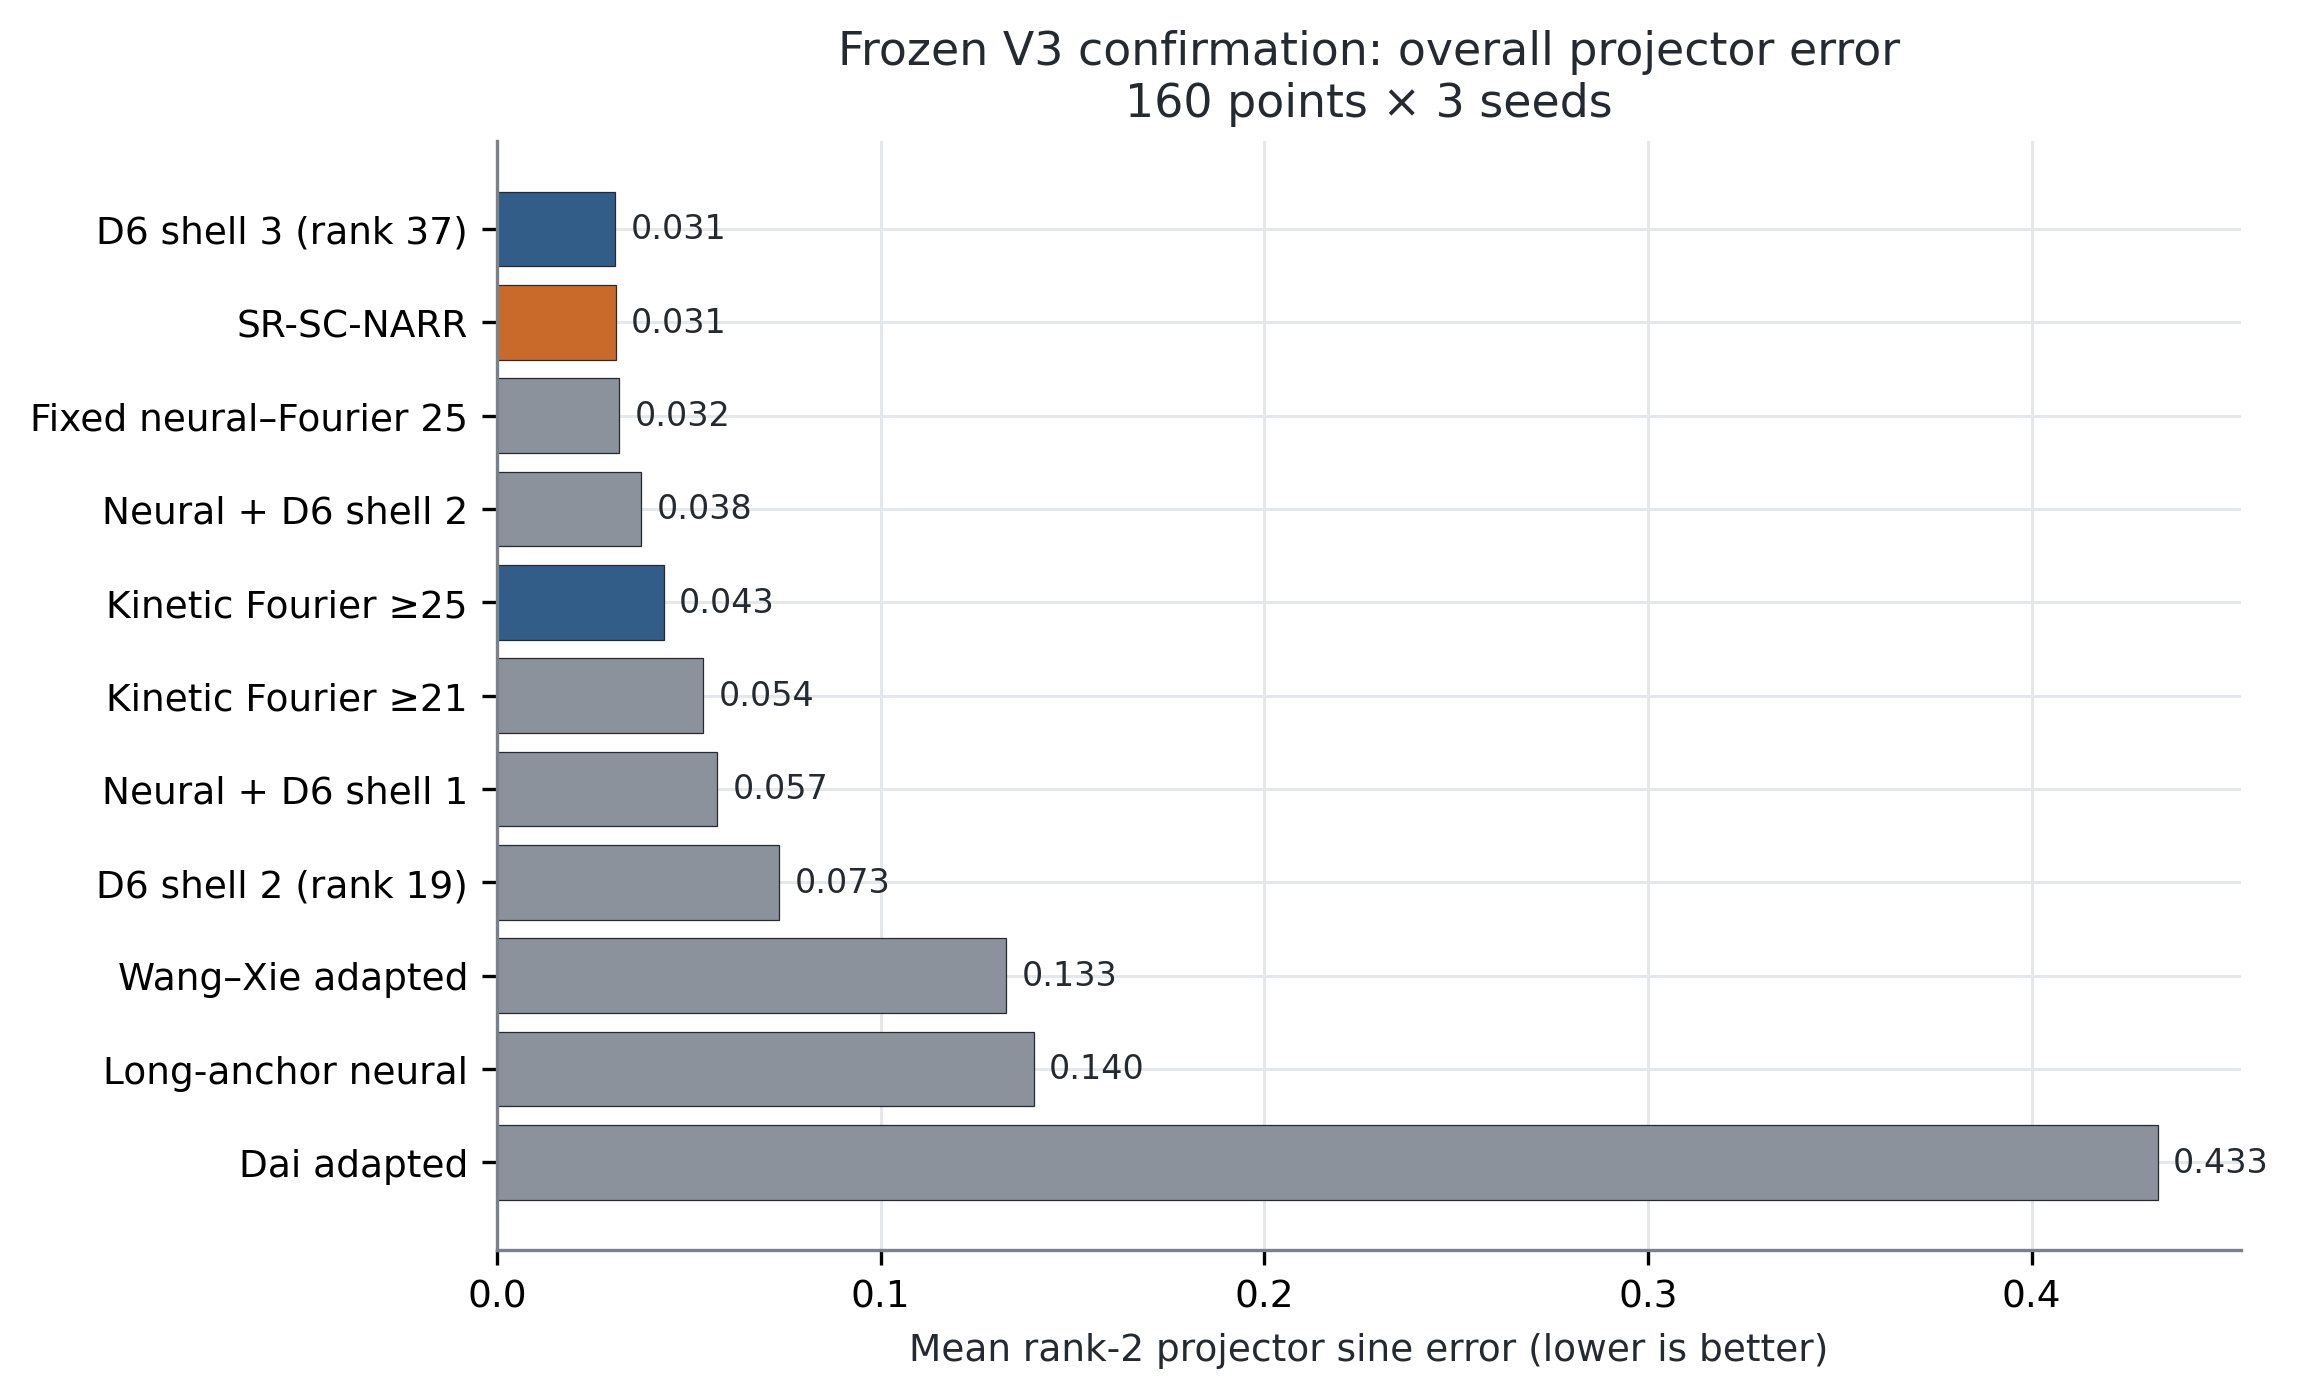 Frozen V3 confirmation: overall projector error
160 points × 3 seeds
D6 shell 3 (rank 37) 0.031
SR-SC-NARR 0.031
Fixed neural–Fourier 25 0.032
Neural + D6 shell 2 0.038
Kinetic Fourier ≥25 0.043
Kinetic Fourier ≥21 0.054
Neural + D6 shell 1 0.057
D6 shell 2 (rank 19) 0.073
Wang–Xie adapted 0.133
Long-anchor neural 0.140
Dai adapted 0.433
0.0 0.1 0.2 0.3 0.4
Mean rank-2 projector sine error (lower is better)